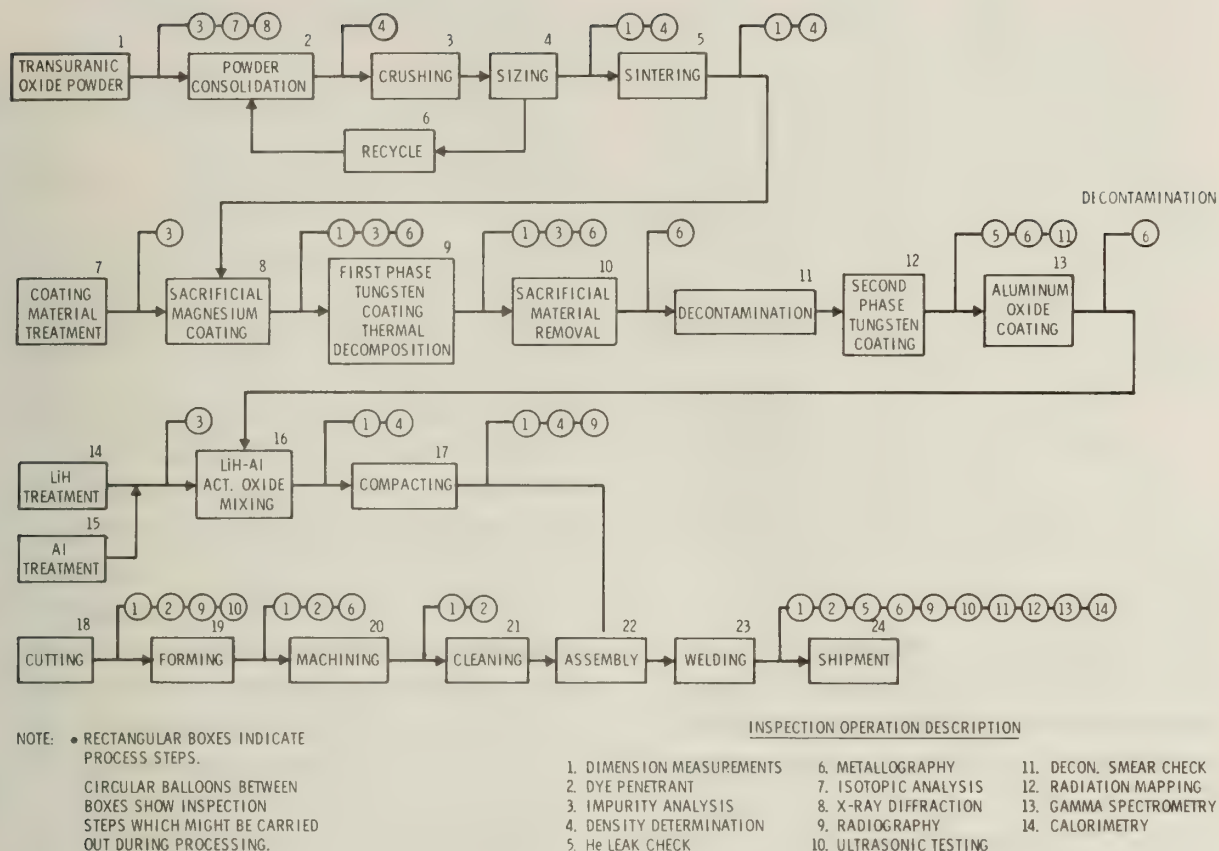 1
TRANSURANIC
OXIDE POWDER
3 7 8
2
POWDER
CONSOLIDATION
4
3
CRUSHING
4
SIZING
1 4
5
SINTERING
1 4
6
RECYCLE
7
COATING
MATERIAL
TREATMENT
3
8
SACRIFICIAL
MAGNESIUM
COATING
1 3 6
9
FIRST PHASE
TUNGSTEN
COATING
THERMAL
DECOMPOSITION
1 3 6
10
SACRIFICIAL
MATERIAL
REMOVAL
6
11
DECONTAMINATION
12
SECOND
PHASE
TUNGSTEN
COATING
5 6 11
13
ALUMINUM
OXIDE
COATING
DECONTAMINATION
6
14
LiH
TREATMENT
15
Al
TREATMENT
3
16
LiH-Al
ACT. OXIDE
MIXING
1 4
17
COMPACTING
1 4 9
18
CUTTING
1 2 9 10
19
FORMING
1 2 6
20
MACHINING
1 2
21
CLEANING
22
ASSEMBLY
23
WELDING
1 2 5 6 9 10 11 12 13 14
24
SHIPMENT
NOTE: • RECTANGULAR BOXES INDICATE
PROCESS STEPS.
CIRCULAR BALLOONS BETWEEN
BOXES SHOW INSPECTION
STEPS WHICH MIGHT BE CARRIED
OUT DURING PROCESSING.
INSPECTION OPERATION DESCRIPTION
1. DIMENSION MEASUREMENTS
2. DYE PENETRANT
3. IMPURITY ANALYSIS
4. DENSITY DETERMINATION
5. He LEAK CHECK
6. METALLOGRAPHY
7. ISOTOPIC ANALYSIS
8. X-RAY DIFFRACTION
9. RADIOGRAPHY
10. ULTRASONIC TESTING
11. DECON. SMEAR CHECK
12. RADIATION MAPPING
13. GAMMA SPECTROMETRY
14. CALORIMETRY